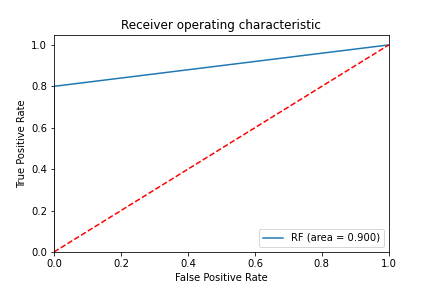 Receiver operating characteristic
True Positive Rate
1.0
0.8
0.6
0.4
0.2
0.0
RF (area = 0.900)
0.0 0.2 0.4 0.6 0.8 1.0
False Positive Rate